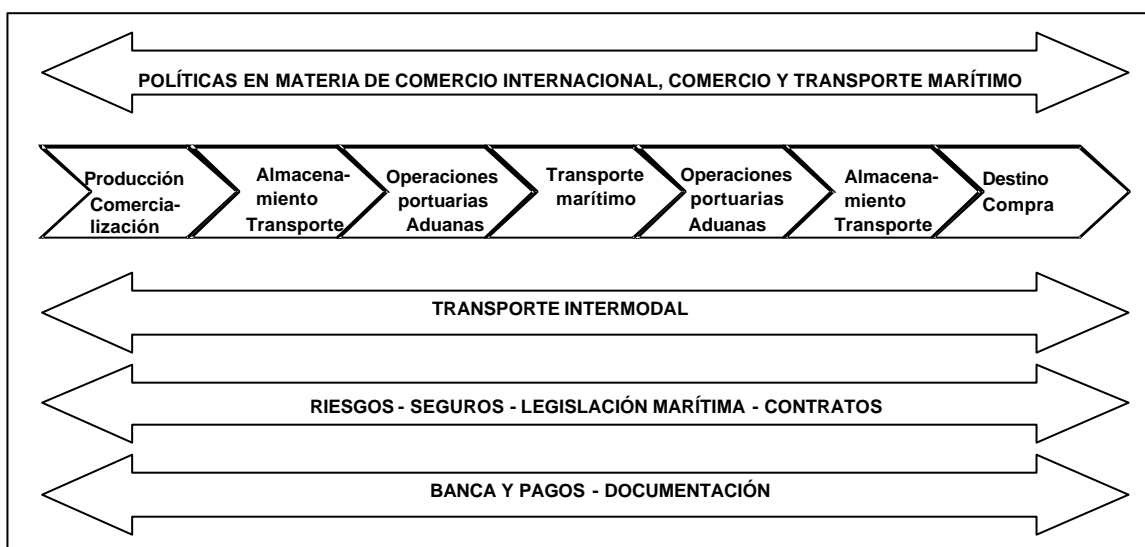 POLÍTICAS EN MATERIA DE COMERCIO INTERNACIONAL, COMERCIO Y TRANSPORTE MARÍTIMO
Producción
Comercia-
lización
Almacena-
miento
Transporte
Operaciones
portuarias
Aduanas
Transporte
marítimo
Operaciones
portuarias
Aduanas
Almacena-
miento
Transporte
Destino
Compra
TRANSPORTE INTERMODAL
RIESGOS - SEGUROS - LEGISLACIÓN MARÍTIMA - CONTRATOS
BANCA Y PAGOS - DOCUMENTACIÓN